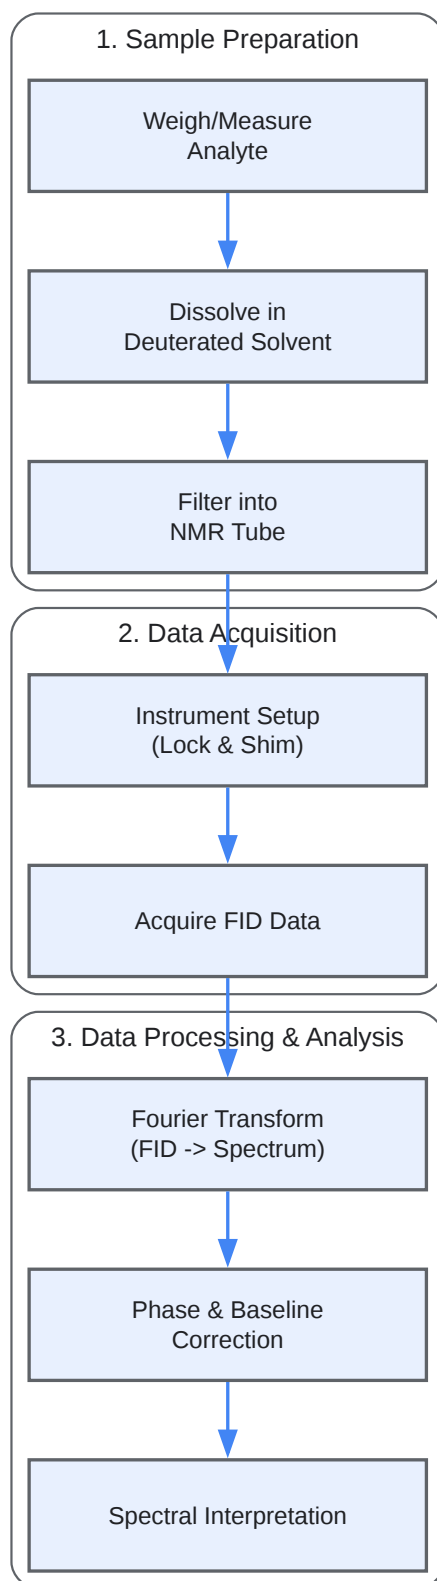 1. Sample Preparation
Weigh/Measure
Analyte
Dissolve in
Deuterated Solvent
Filter into
NMR Tube
2. Data Acquisition
Instrument Setup
(Lock & Shim)
Acquire FID Data
3. Data Processing & Analysis
Fourier Transform
(FID -> Spectrum)
Phase & Baseline
Correction
Spectral Interpretation